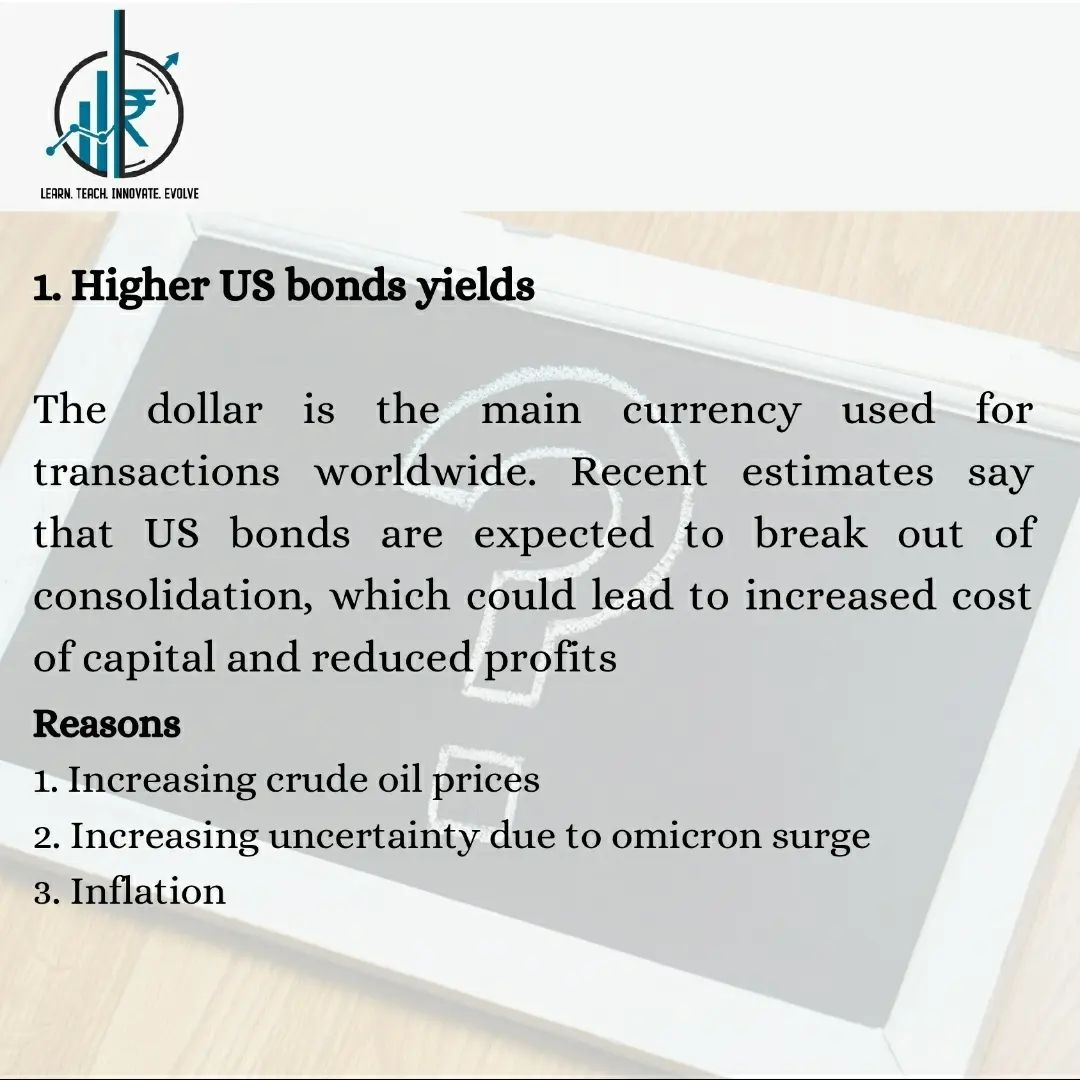 LEARN. TEACH. INNOVATE. EVOLVE
1. Higher US bonds yields
The dollar is the main currency used for
transactions worldwide. Recent estimates say
that US bonds are expected to break out of
consolidation, which could lead to increased cost
of capital and reduced profits
Reasons
1. Increasing crude oil prices
2. Increasing uncertainty due to omicron surge
3. Inflation